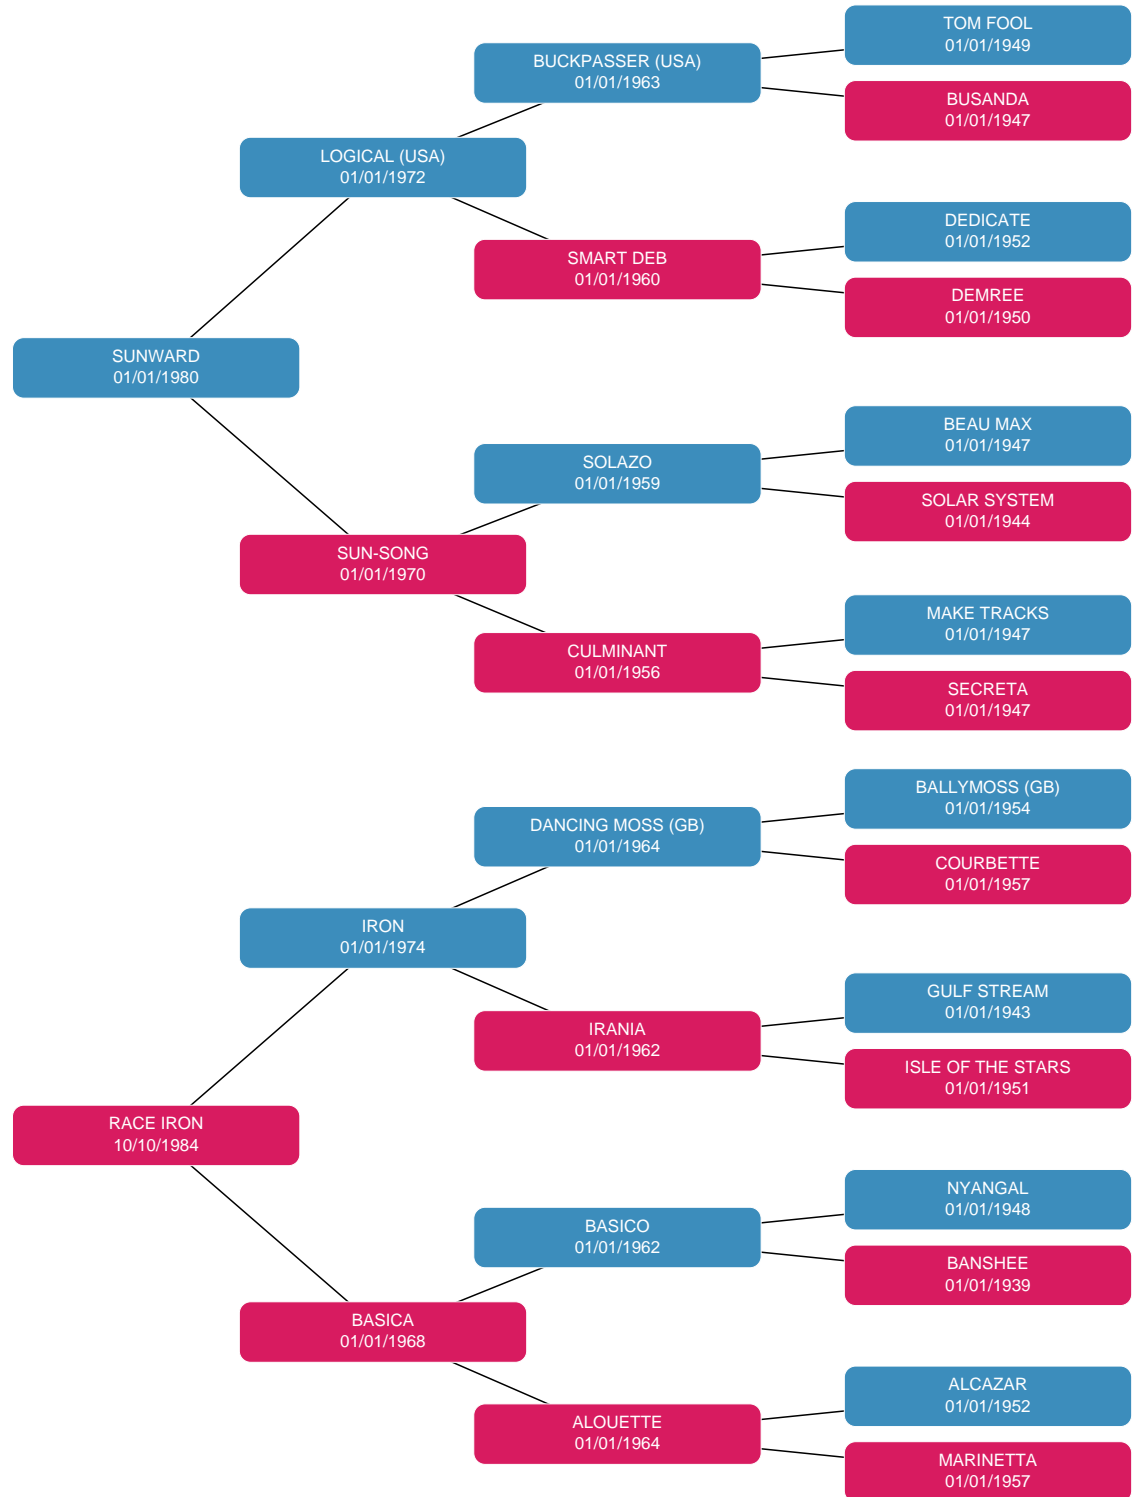 TOM FOOL
01/01/1949
BUCKPASSER (USA)
01/01/1963
BUSANDA
01/01/1947
LOGICAL (USA)
01/01/1972
DEDICATE
01/01/1952
SMART DEB
01/01/1960
DEMREE
01/01/1950
SUNWARD
01/01/1980
BEAU MAX
01/01/1947
SOLAZO
01/01/1959
SOLAR SYSTEM
01/01/1944
SUN-SONG
01/01/1970
MAKE TRACKS
01/01/1947
CULMINANT
01/01/1956
SECRETA
01/01/1947
BALLYMOSS (GB)
01/01/1954
DANCING MOSS (GB)
01/01/1964
COURBETTE
01/01/1957
IRON
01/01/1974
GULF STREAM
01/01/1943
IRANIA
01/01/1962
ISLE OF THE STARS
01/01/1951
RACE IRON
10/10/1984
NYANGAL
01/01/1948
BASICO
01/01/1962
BANSHEE
01/01/1939
BASICA
01/01/1968
ALCAZAR
01/01/1952
ALOUETTE
01/01/1964
MARINETTA
01/01/1957